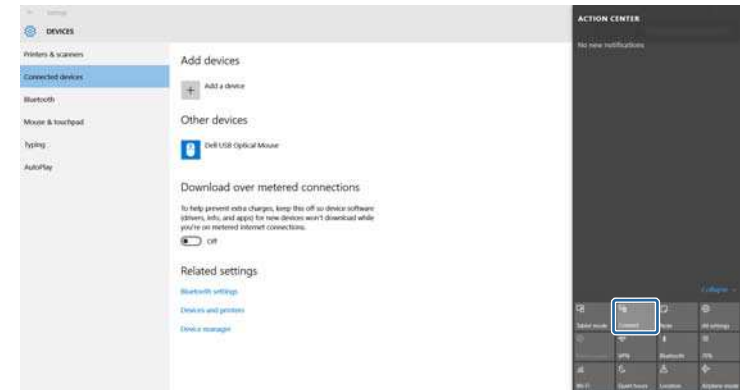 Settings
DEVICES
Printers & scanners
Connected devices
Bluetooth
Mouse & touchpad
Typing
AutoPlay
Add devices
Add a device
Other devices
Dell USB Optical Mouse
Download over metered connections
To help prevent extra charges, keep this off so device software
(drivers, info, and apps) for new devices won't download while
you're on metered internet connections.
Off
Related settings
Bluetooth settings
Devices and printers
Device manager
ACTION CENTER
No new notifications
Collapse
Tablet mode Connect Note All settings
VPN Bluetooth 70%
Wi-Fi Quiet hours Location Airplane mode